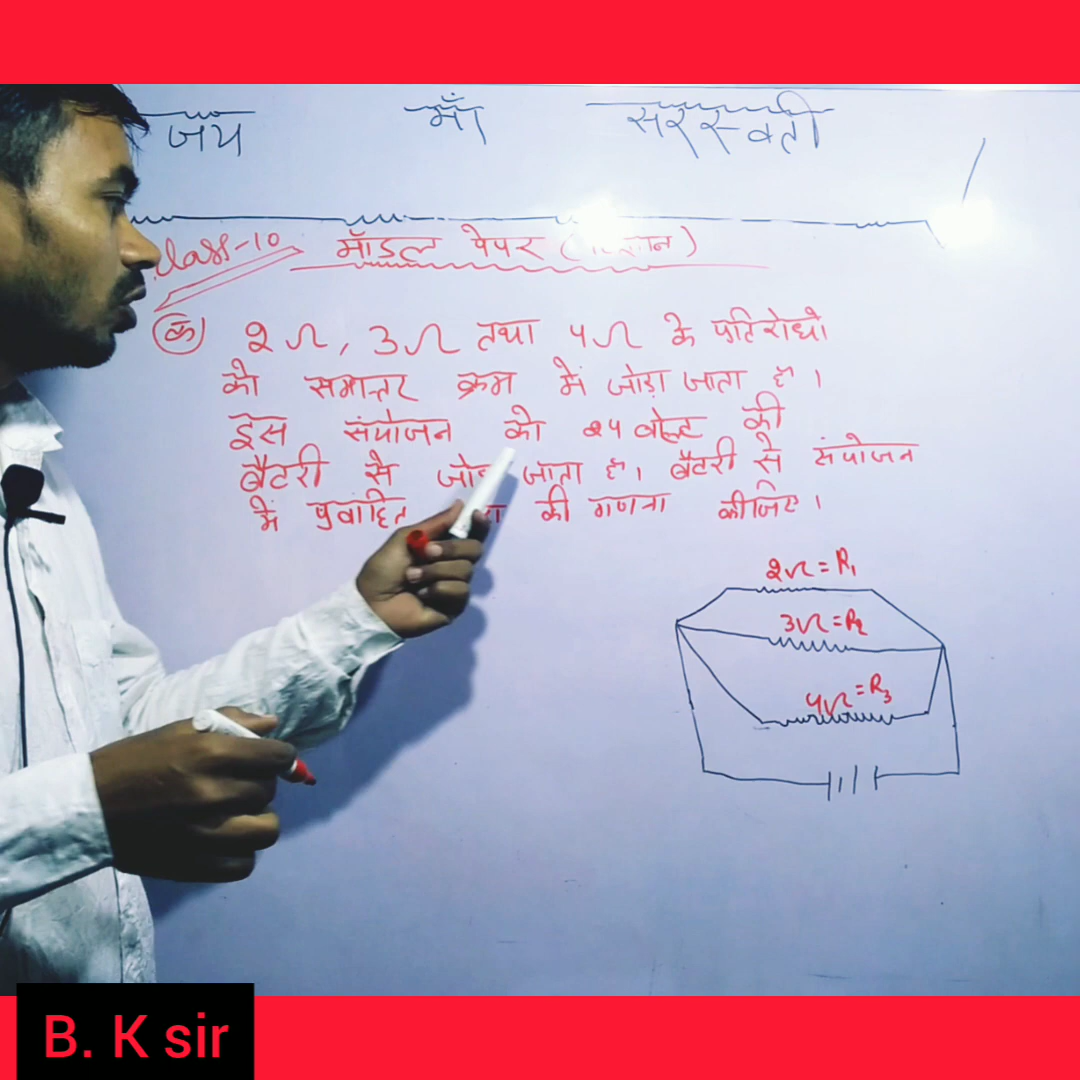 जय माँ सरस्वती
class-10 मॉडल पेपर (विज्ञान)
(क) 2Ω, 3Ω तथा 4Ω के प्रतिरोधो
को समान्तर क्रम में जोड़ा जाता है।
इस संयोजन को 24 वोल्ट की
बैटरी से जोड़ा जाता है। बैटरी से संयोजन
में प्रवाहित की गणना कीजिए।
2Ω = R₁
3Ω = R₂
4Ω = R₃
B. K sir